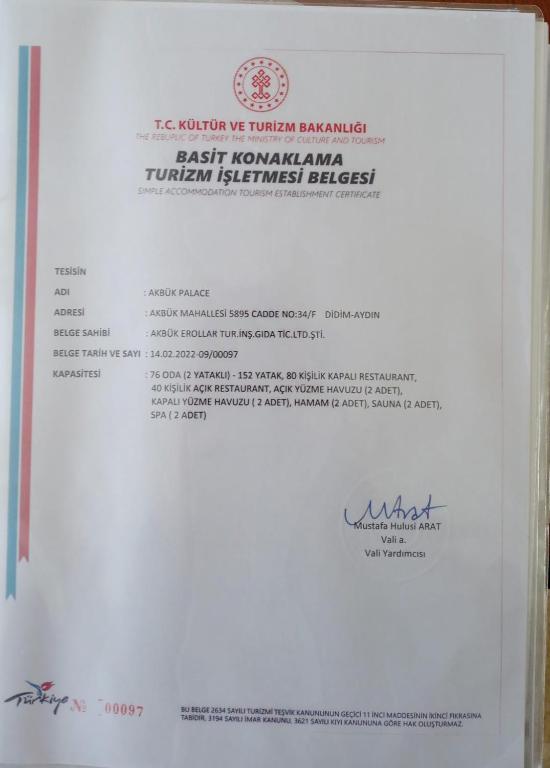 T.C. KÜLTÜR VE TURİZM BAKANLIĞI
THE REBUPLIC OF TURKEY THE MINISTRY OF CULTURE AND TOURISM
BASİT KONAKLAMA
TURİZM İŞLETMESİ BELGESİ
SIMPLE ACCOMMODATION TOURISM ESTABLISHMENT CERTIFICATE
TESİSİN
ADI : AKBÜK PALACE
ADRESİ : AKBÜK MAHALLESİ 5895 CADDE NO:34/F DİDİM-AYDIN
BELGE SAHİBİ : AKBÜK EROLLAR TUR.İNŞ.GIDA TİC.LTD.ŞTİ.
BELGE TARİH VE SAYI : 14.02.2022-09/00097
KAPASİTESİ : 76 ODA (2 YATAKLI) - 152 YATAK, 80 KİŞİLİK KAPALI RESTAURANT,
40 KİŞİLİK AÇIK RESTAURANT, AÇIK YÜZME HAVUZU (2 ADET),
KAPALI YÜZME HAVUZU ( 2 ADET), HAMAM (2 ADET), SAUNA (2 ADET),
SPA ( 2 ADET)
Mustafa Hulusi ARAT
Vali a.
Vali Yardımcısı
Türkiye № 00097
BU BELGE 2634 SAYILI TURİZMİ TEŞVİK KANUNUNUN GEÇİCİ 11 İNCİ MADDESİNİN İKİNCİ FIKRASINA
TABİDİR, 3194 SAYILI İMAR KANUNU, 3621 SAYILI KIYI KANUNUNA GÖRE HAK OLUŞTURMAZ.